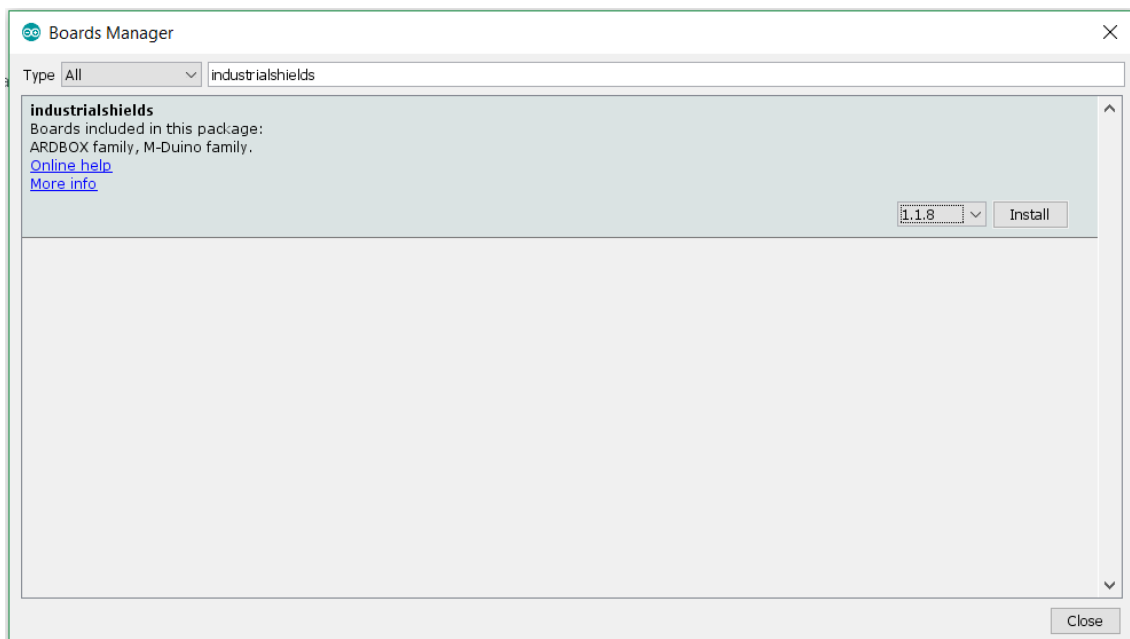 Boards Manager
Type All industrialshields
industrialshields
Boards included in this package:
ARDBOX family, M-Duino family.
Online help
More info
1.1.8 Install
Close